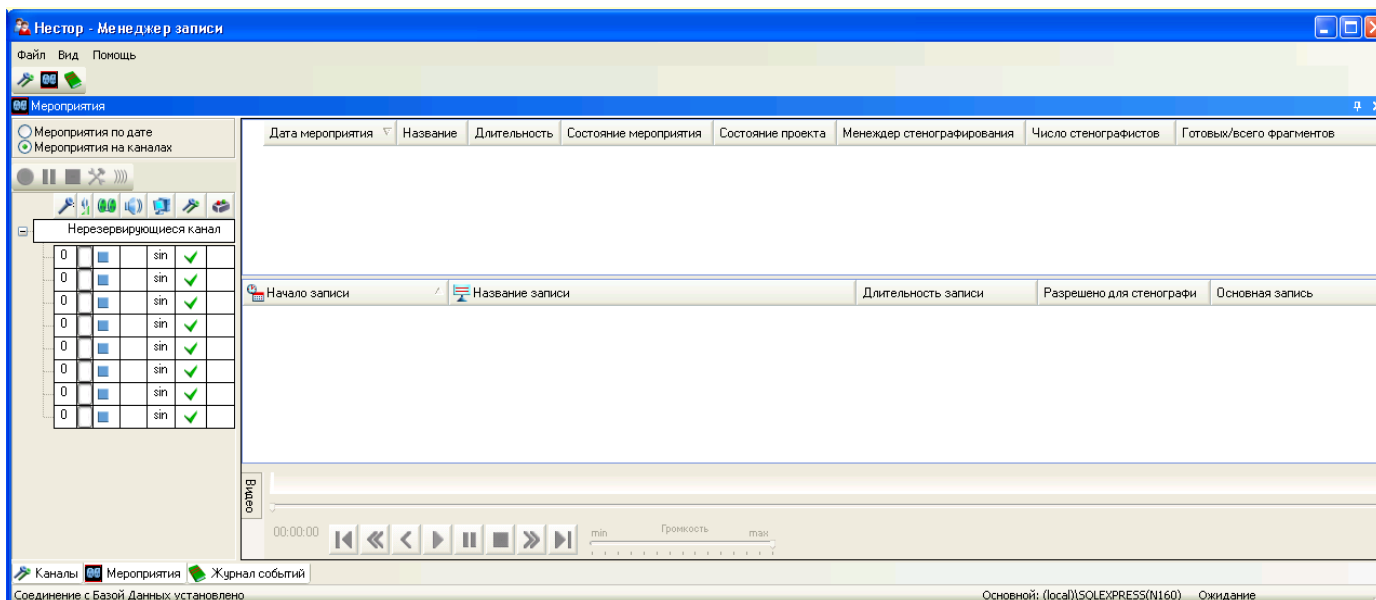 Нестор - Менеджер записи
Файл Вид Помощь
Мероприятия
Мероприятия по дате
Мероприятия на каналах
Дата мероприятия Название Длительность Состояние мероприятия Состояние проекта Менеждер стенографирования Число стенографистов Готовых/всего фрагментов
Нерезервирующиеся канал
0 sin
0 sin
0 sin
0 sin
0 sin
0 sin
0 sin
0 sin
Начало записи Название записи Длительность записи Разрешено для стенографи Основная запись
Видео
00:00:00 min Громкость max
Каналы Мероприятия Журнал событий
Соединение с Базой Данных установлено Основной: (local)\SQLEXPRESS(N160) Ожидание